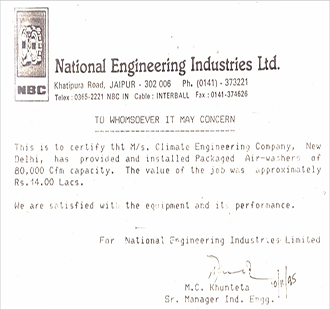 NBC
National Engineering Industries Ltd.
Khatipura Road, JAIPUR - 302 006 Ph. (0141) - 373221
Telex : 0365-2221 NBC IN Cable : INTERBALL Fax : 0141-374626
TO WHOMSOEVER IT MAY CONCERN
This is to certify tht M/s. Climate Engineering Company, New
Delhi, has provided and installed Packaged Air-washers of
80,000 Cfm capacity. The value of the job was approximately
Rs.14.00 Lacs.
We are satisfied with the equipment and its performance.
For National Engineering Industries Limited
M.C. Khunteta
Sr. Manager Ind. Engg.